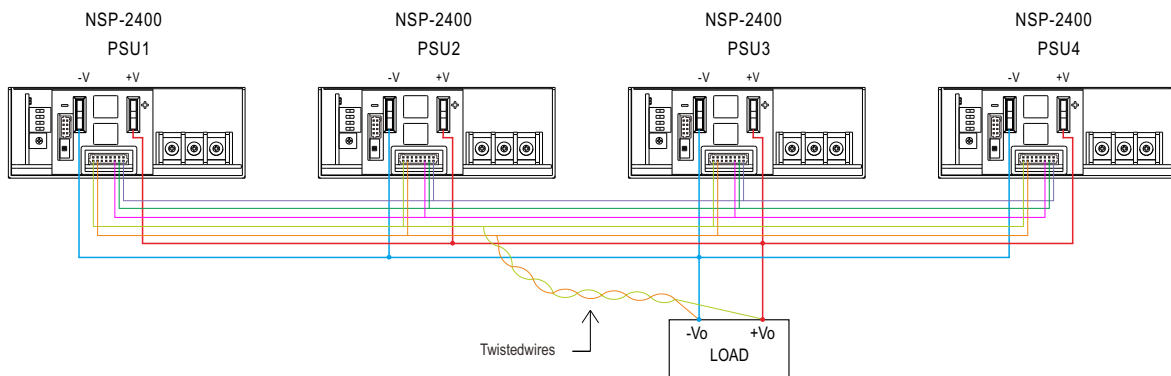 NSP-2400 NSP-2400 NSP-2400 NSP-2400
PSU1 PSU2 PSU3 PSU4
-V +V -V +V -V +V -V +V
- + - + - + - +
-Vo +Vo
Twistedwires LOAD